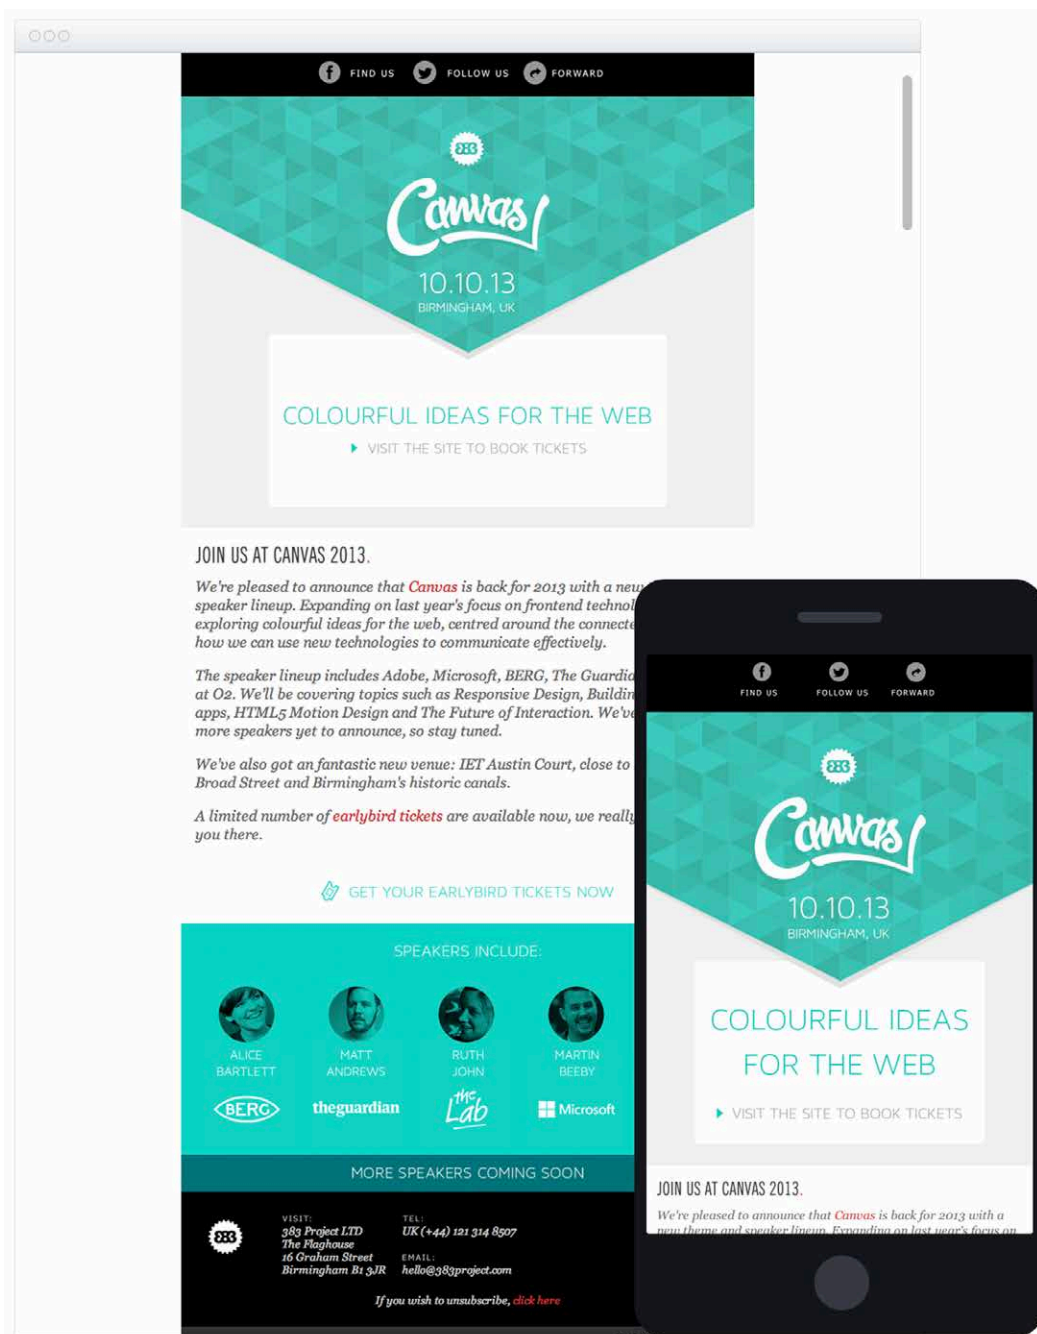 FIND US FOLLOW US FORWARD
383
Canvas
10.10.13
BIRMINGHAM, UK
COLOURFUL IDEAS FOR THE WEB
VISIT THE SITE TO BOOK TICKETS
JOIN US AT CANVAS 2013.
We're pleased to announce that Canvas is back for 2013 with a new
speaker lineup. Expanding on last year's focus on frontend
exploring colourful ideas for the web, centred around the
how we can use new technologies to communicate effectively.
The speaker lineup includes Adobe, Microsoft, BERG, The
at O2. We'll be covering topics such as Responsive Design,
apps, HTML5 Motion Design and The Future of Interaction.
more speakers yet to announce, so stay tuned.
We've also got an fantastic new venue: IET Austin Court, close to
Broad Street and Birmingham's historic canals.
A limited number of earlybird tickets are available now, we really
you there.
GET YOUR EARLYBIRD TICKETS NOW
SPEAKERS INCLUDE:
ALICE
BARTLETT
MATT
ANDREWS
RUTH
JOHN
MARTIN
BEEBY
BERG
theguardian
the
Lab
Microsoft
MORE SPEAKERS COMING SOON
383
VISIT:
383 Project LTD
The Flaghouse
16 Graham Street
Birmingham B1 3JR
TEL:
UK (+44) 121 314 8507
EMAIL:
hello@383project.com
If you wish to unsubscribe, click here
FIND US FOLLOW US FORWARD
383
Canvas
10.10.13
BIRMINGHAM, UK
COLOURFUL IDEAS
FOR THE WEB
VISIT THE SITE TO BOOK TICKETS
JOIN US AT CANVAS 2013.
We're pleased to announce that Canvas is back for 2013 with a
new theme and speaker lineup. Expanding on last year's focus on